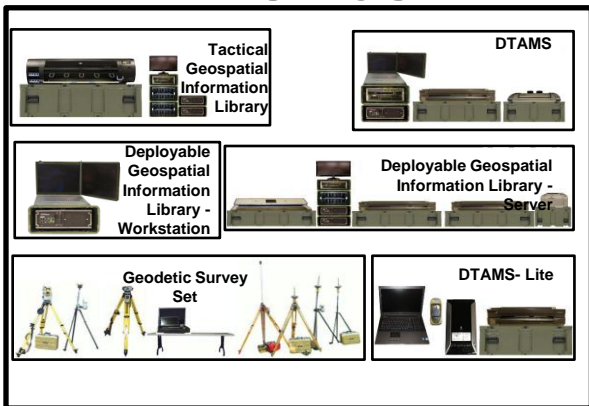 Tactical
Geospatial
Information
Library
DTAMS
Deployable
Geospatial
Information
Library -
Workstation
Deployable Geospatial
Information Library -
Server
Geodetic Survey
Set
DTAMS- Lite